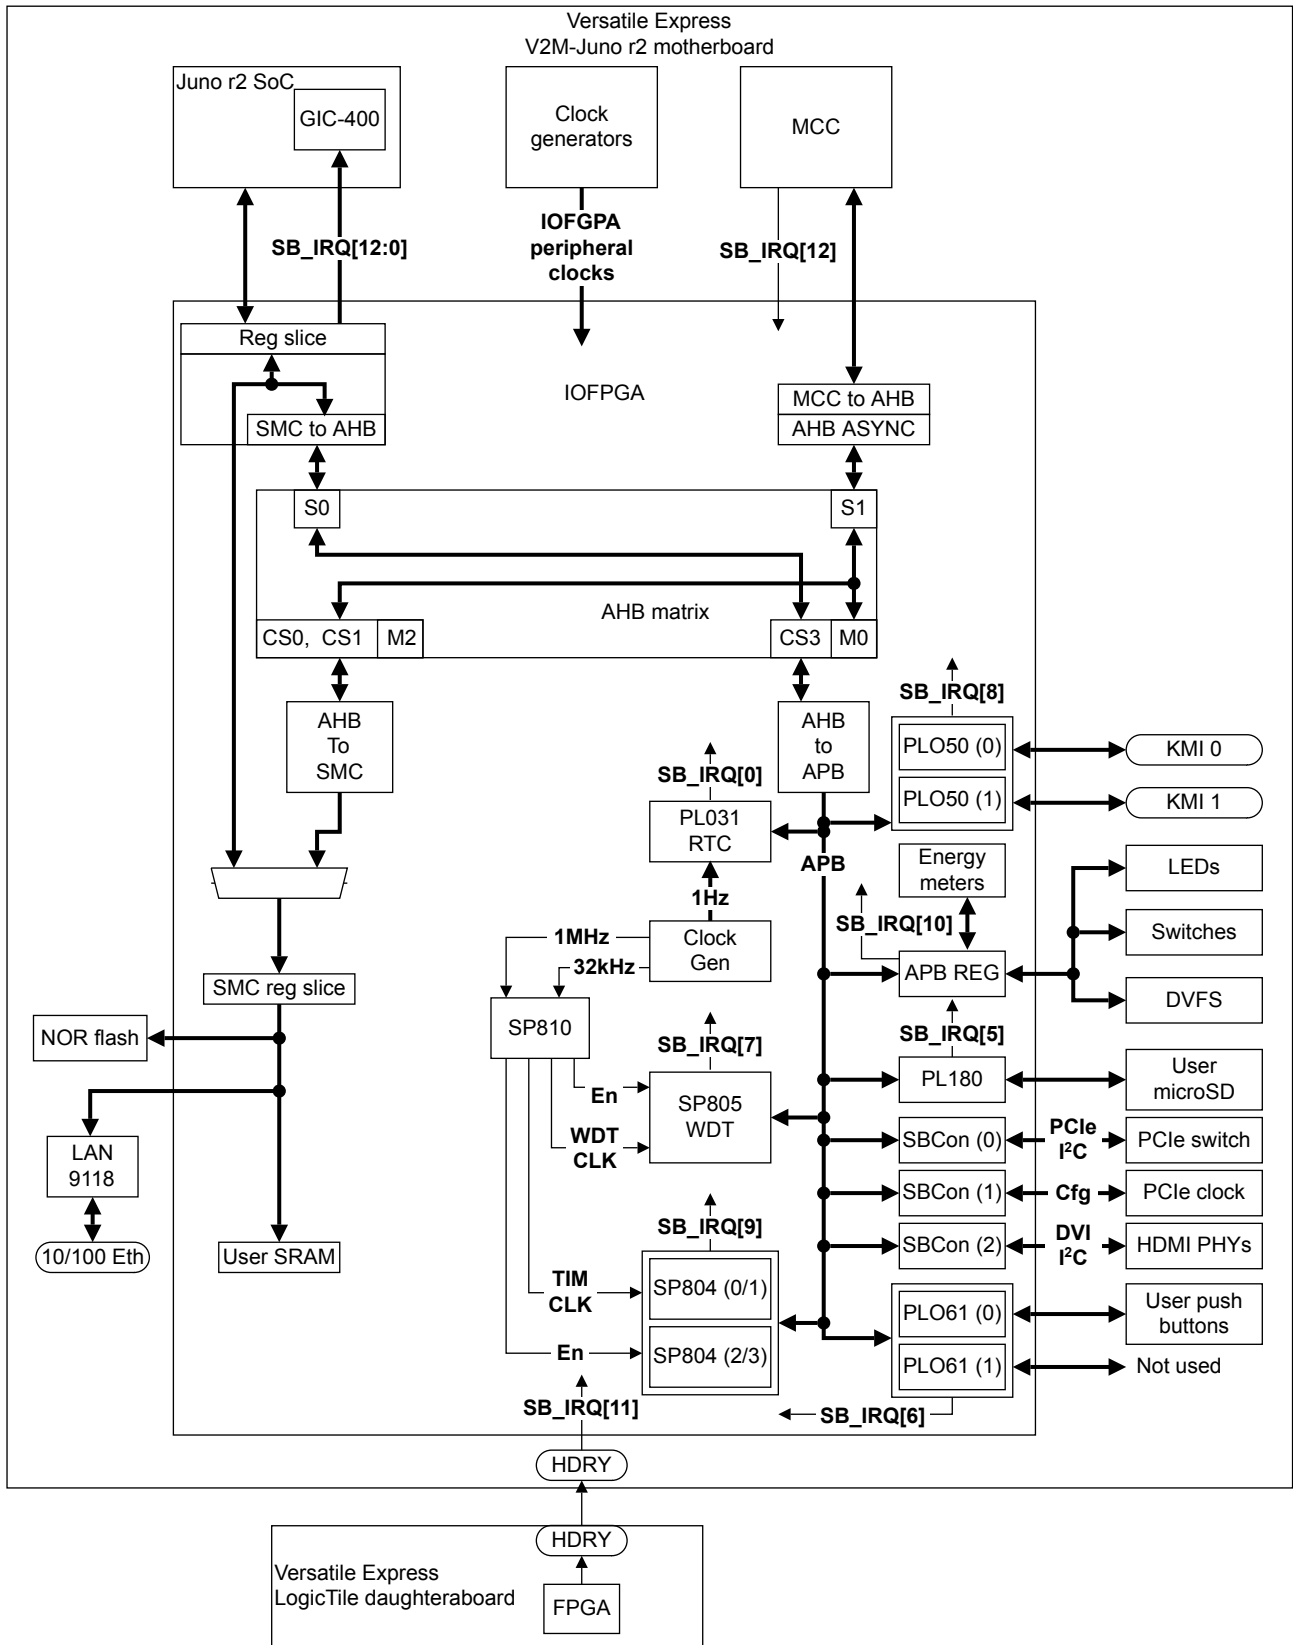 Versatile Express
V2M-Juno r2 motherboard
Juno r2 SoC
GIC-400
Clock
generators
MCC
SB_IRQ[12:0]
IOFGPA
peripheral
clocks
SB_IRQ[12]
Reg slice
IOFPGA
SMC to AHB
MCC to AHB
AHB ASYNC
S0
S1
AHB matrix
CS0, CS1
M2
CS3
M0
AHB
To
SMC
AHB
to
APB
SB_IRQ[8]
PLO50 (0)
PLO50 (1)
KMI 0
KMI 1
SB_IRQ[0]
PL031
RTC
APB
Energy
meters
LEDs
1Hz
SB_IRQ[10]
Switches
1MHz
32kHz
Clock
Gen
APB REG
DVFS
SMC reg slice
SP810
NOR flash
SB_IRQ[7]
SB_IRQ[5]
En
SP805
WDT
PL180
User
microSD
WDT
CLK
SBCon (0)
PCIe
I²C
PCIe switch
LAN
9118
SBCon (1)
Cfg
PCIe clock
SB_IRQ[9]
SBCon (2)
DVI
I²C
HDMI PHYs
10/100 Eth
User SRAM
TIM
CLK
SP804 (0/1)
PLO61 (0)
User push
buttons
En
SP804 (2/3)
PLO61 (1)
Not used
SB_IRQ[11]
SB_IRQ[6]
HDRY
HDRY
Versatile Express
LogicTile daughteraboard
FPGA